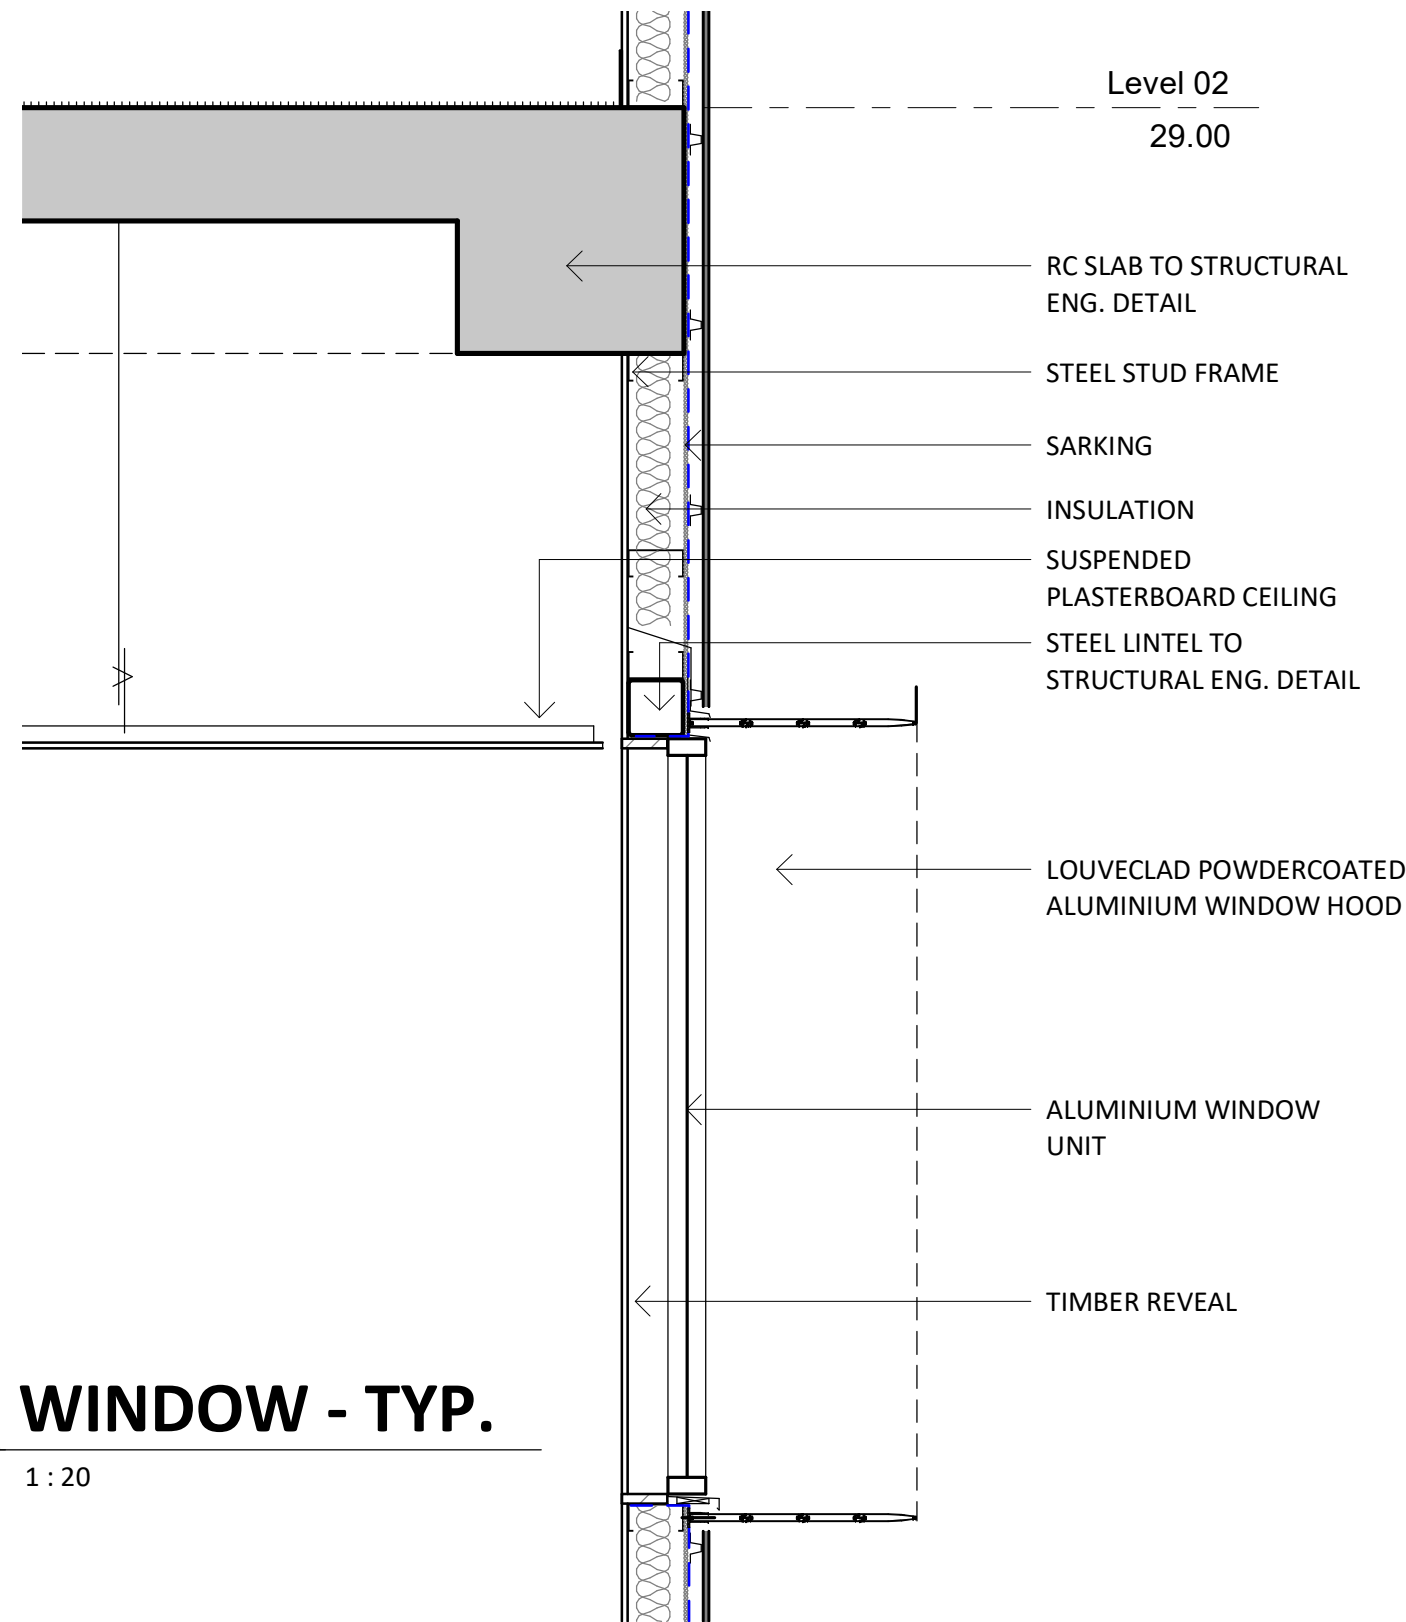 Level 02
29.00
RC SLAB TO STRUCTURAL
ENG. DETAIL
STEEL STUD FRAME
SARKING
INSULATION
SUSPENDED
PLASTERBOARD CEILING
STEEL LINTEL TO
STRUCTURAL ENG. DETAIL
LOUVECLAD POWDERCOATED
ALUMINIUM WINDOW HOOD
ALUMINIUM WINDOW
UNIT
TIMBER REVEAL
WINDOW - TYP.
1 : 20